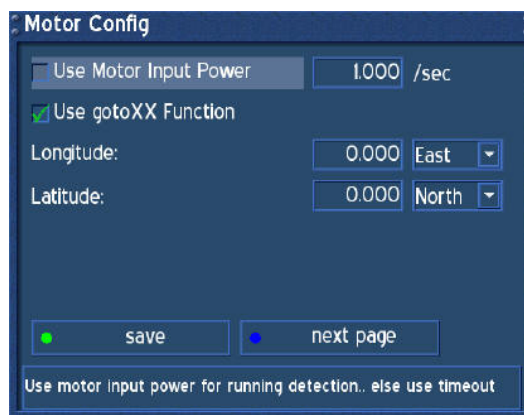 Motor Config
Use Motor Input Power 1.000 /sec
Use gotoXX Function
Longitude: 0.000 East
Latitude: 0.000 North
save next page
Use motor input power for running detection.. else use timeout